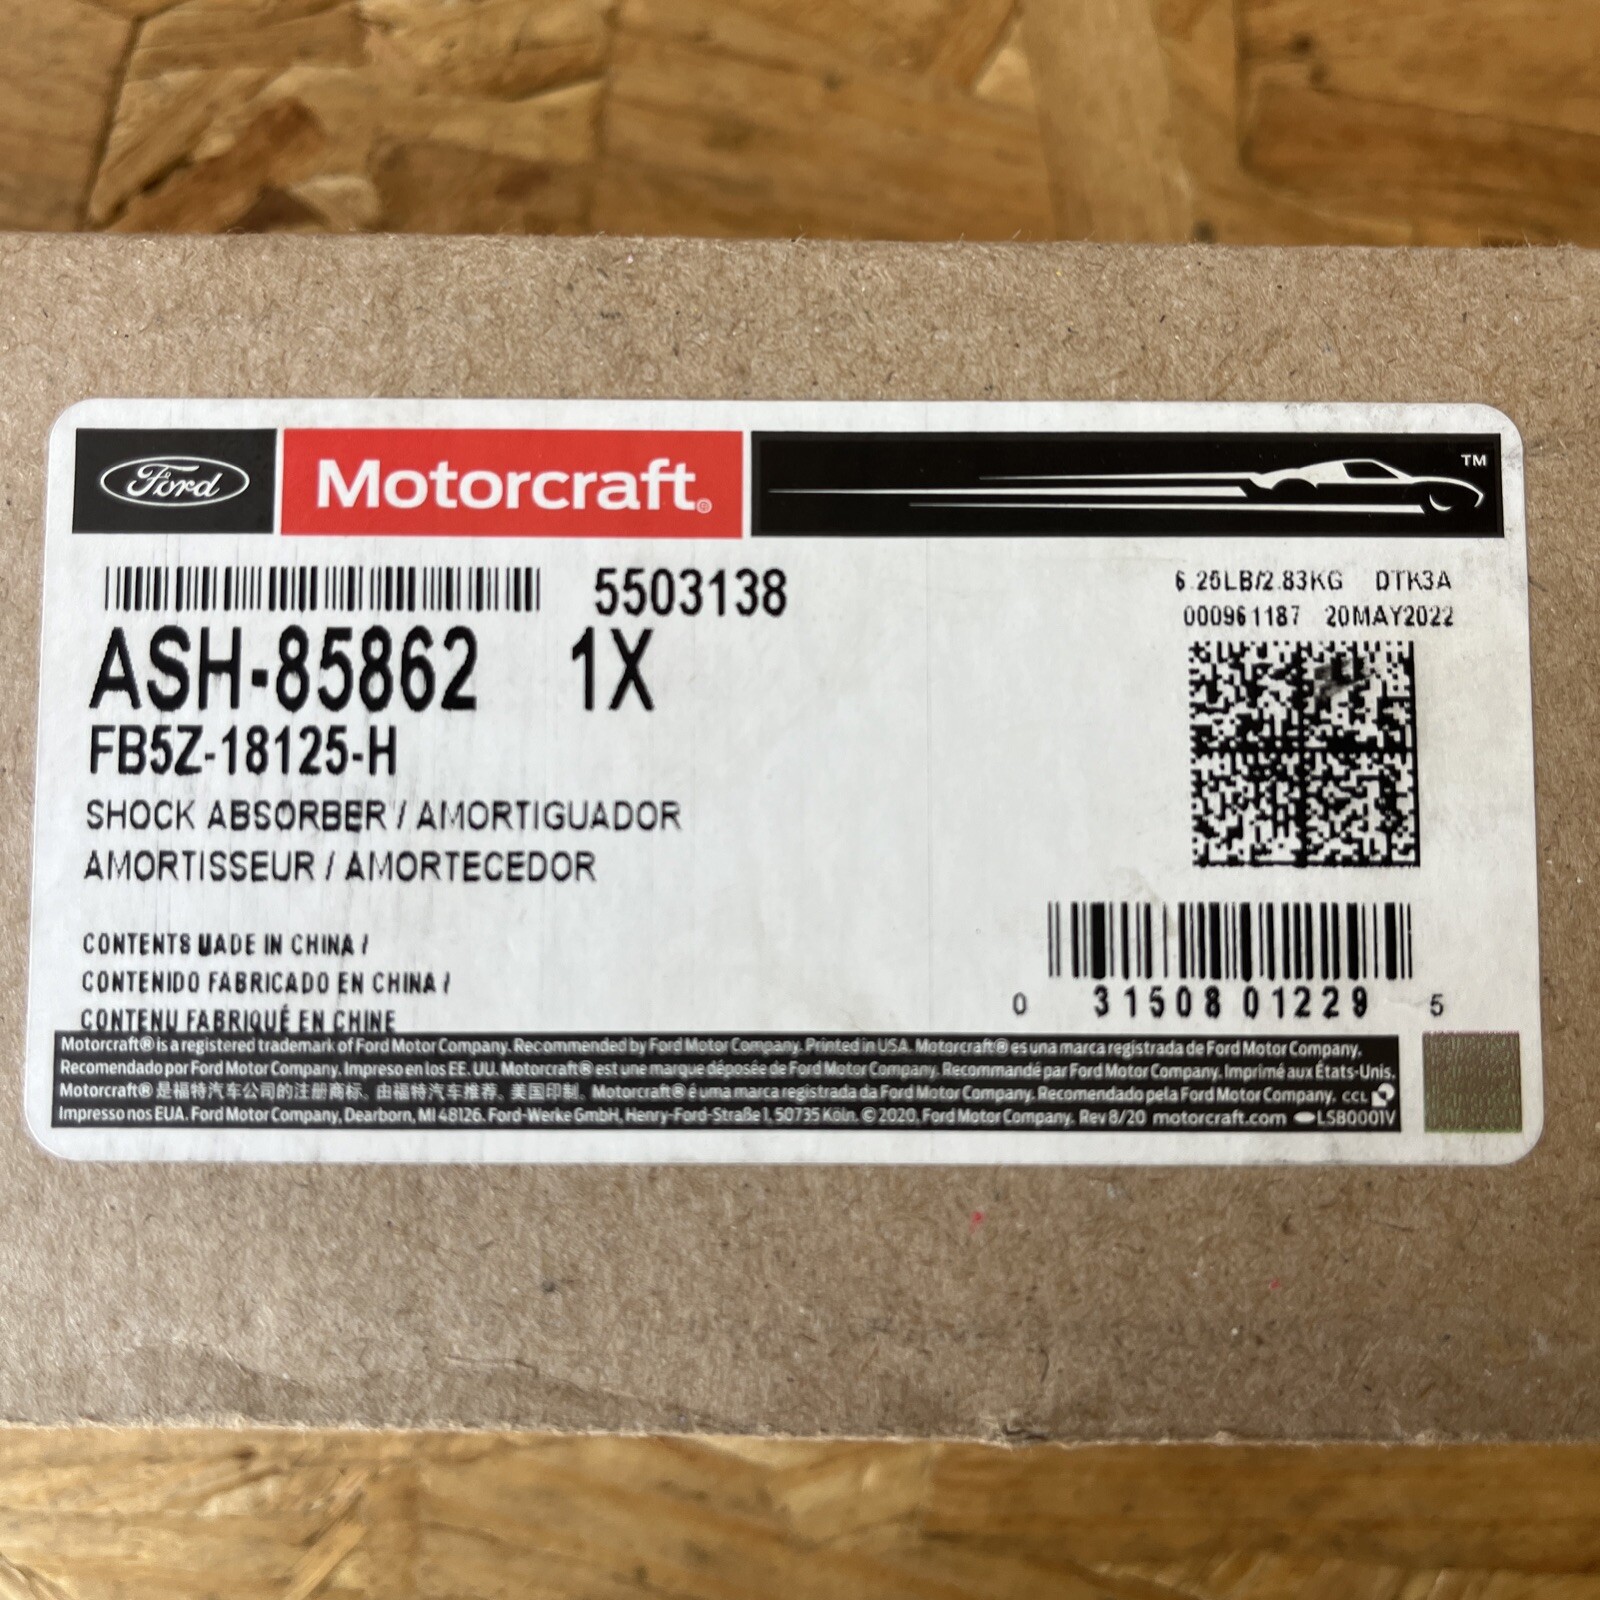 Ford Motorcraft® TM
5503138
6.25LB/2.83KG DTK3A
000961187 20MAY2022
ASH-85862 1X
FB5Z-18125-H
SHOCK ABSORBER / AMORTIGUADOR
AMORTISSEUR / AMORTECEDOR
CONTENTS MADE IN CHINA /
CONTENIDO FABRICADO EN CHINA /
CONTENU FABRIQUÉ EN CHINE
0 31508 01229 5
Motorcraft® is a registered trademark of Ford Motor Company. Recommended by Ford Motor Company. Printed in USA. Motorcraft® es una marca registrada de Ford Motor Company.
Recomendado por Ford Motor Company. Impreso en los EE. UU. Motorcraft® est une marque déposée de Ford Motor Company. Recommandé par Ford Motor Company. Imprimé aux États-Unis.
Motorcraft® 是福特汽车公司的注册商标。由福特汽车推荐。美国印制。Motorcraft® é uma marca registrada da Ford Motor Company. Recomendado pela Ford Motor Company. CCL
Impresso nos EUA. Ford Motor Company, Dearborn, MI 48126. Ford-Werke GmbH, Henry-Ford-Straße 1, 50735 Köln. © 2020, Ford Motor Company. Rev 8/20 motorcraft.com LSB0001V